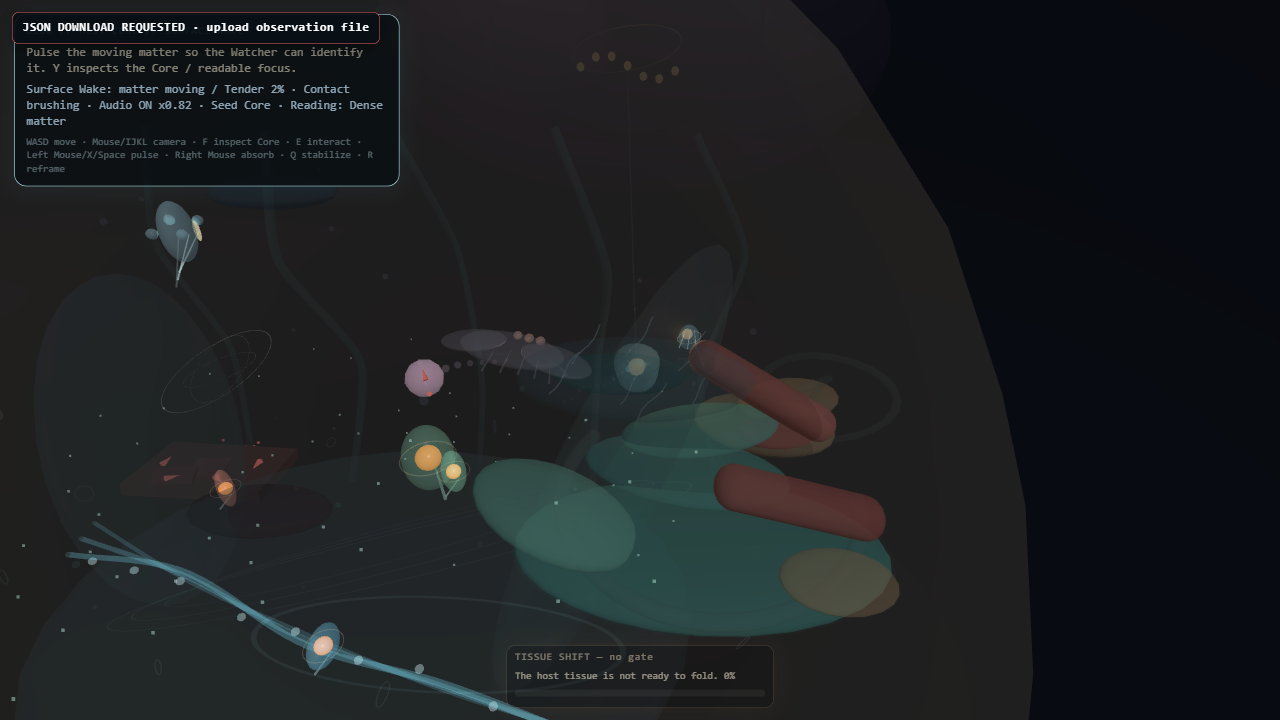 JSON DOWNLOAD REQUESTED · upload observation file
Pulse the moving matter so the Watcher can identify
it. Y inspects the Core / readable focus.
Surface Wake: matter moving / Tender 2% · Contact
brushing · Audio ON x0.82 · Seed Core · Reading: Dense
matter
WASD move · Mouse/IJKL camera · F inspect Core · E interact ·
Left Mouse/X/Space pulse · Right Mouse absorb · Q stabilize · R
reframe
TISSUE SHIFT — no gate
The host tissue is not ready to fold. 0%